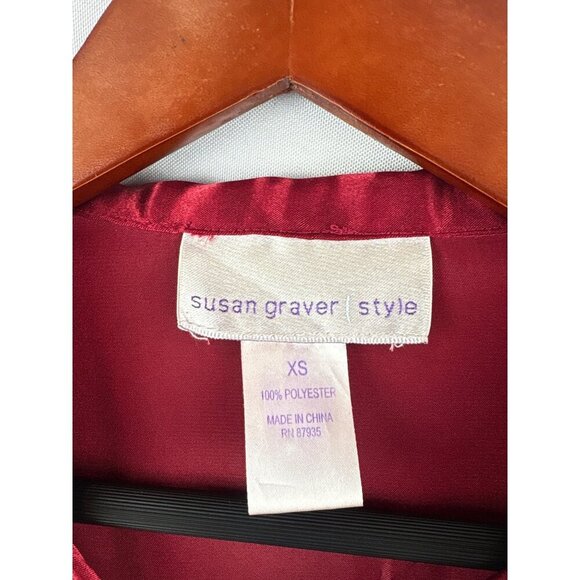 susan graver | style
XS
100% POLYESTER
MADE IN CHINA
RN 87935